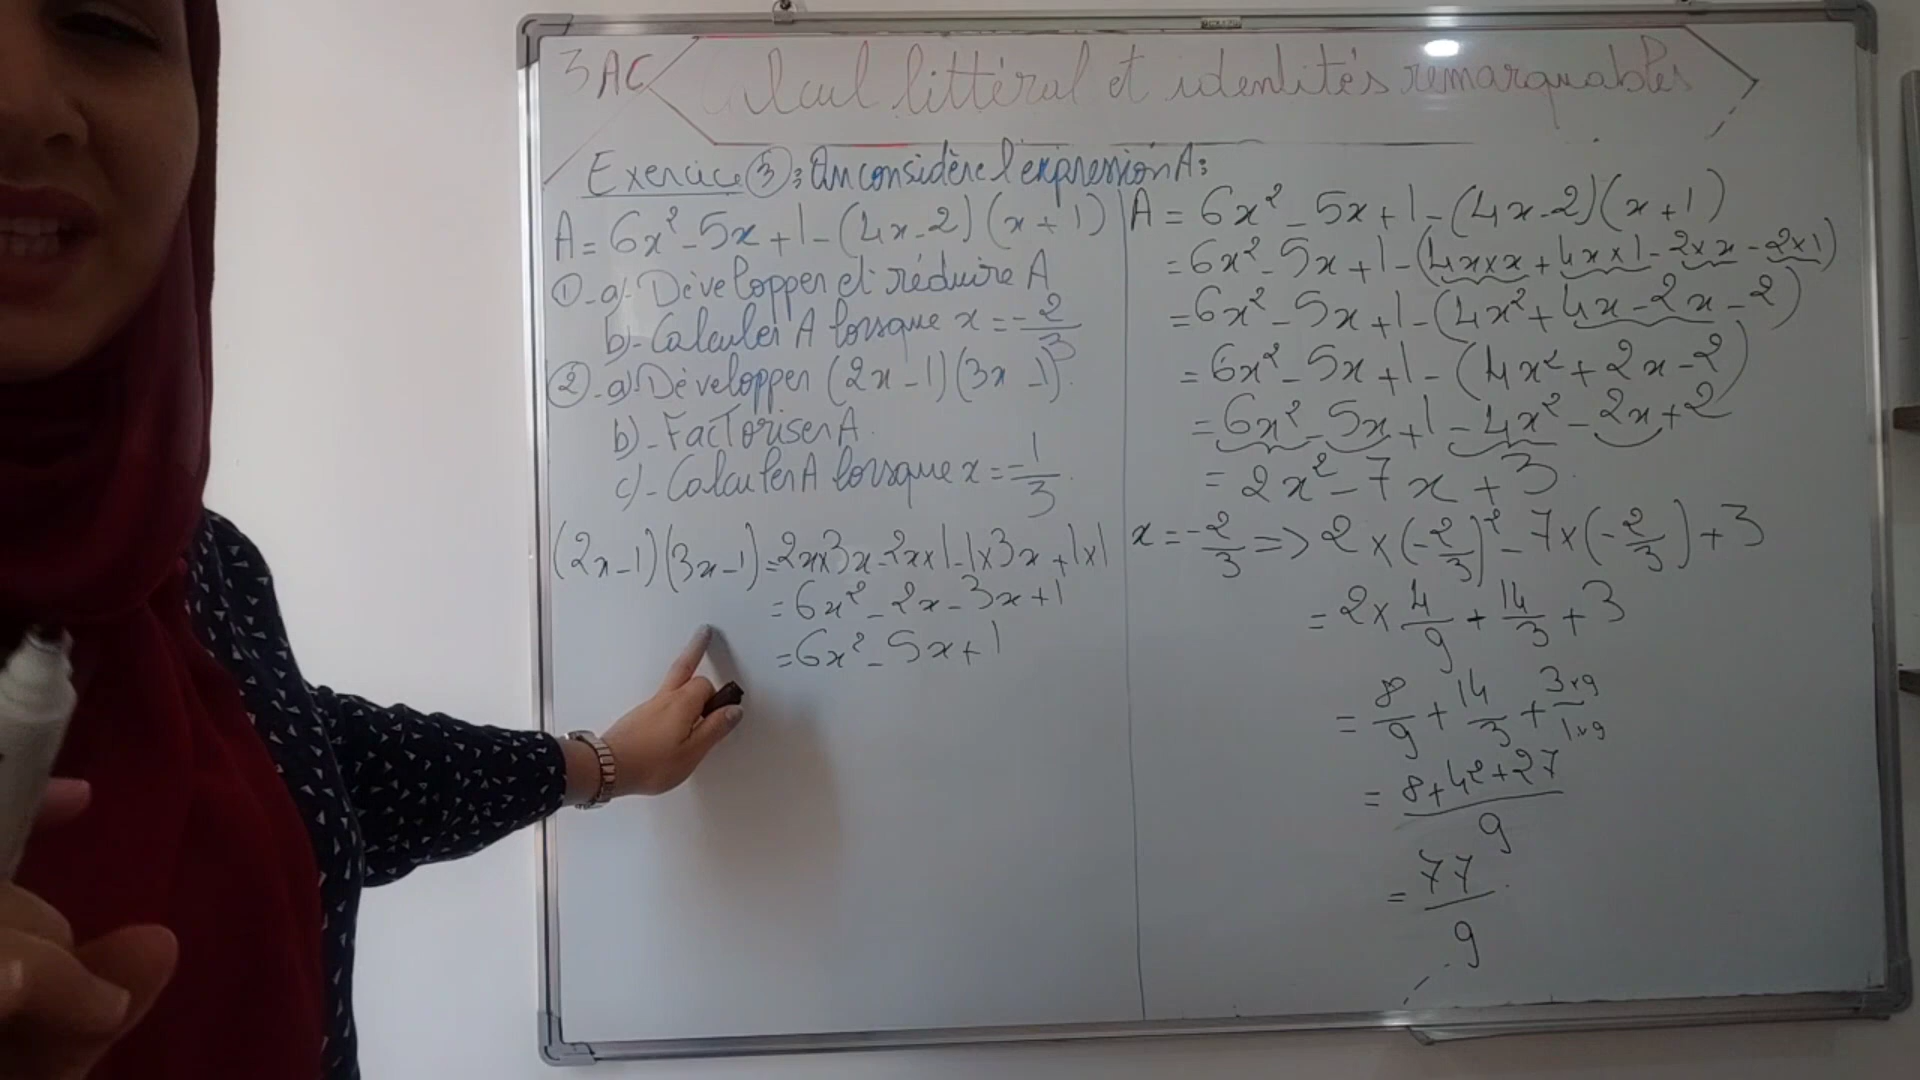 3AC Calcul littéral et identités remarquables
Exercice ③: On considère l'expression A:
A = 6x² - 5x + 1 - (4x - 2)(x + 1)
① - a) - Développer et réduire A
b) - Calculer A lorsque x = -2/3
② - a) - Développer (2x - 1)(3x - 1).
b) - Factoriser A.
c) - Calculer A lorsque x = -1/3.
(2x - 1)(3x - 1) = 2x×3x - 2x×1 - 1×3x + 1×1
= 6x² - 2x - 3x + 1
= 6x² - 5x + 1
A = 6x² - 5x + 1 - (4x - 2)(x + 1)
= 6x² - 5x + 1 - (4x×x + 4x×1 - 2×x - 2×1)
= 6x² - 5x + 1 - (4x² + 4x - 2x - 2)
= 6x² - 5x + 1 - (4x² + 2x - 2)
= 6x² - 5x + 1 - 4x² - 2x + 2
= 2x² - 7x + 3.
x = -2/3 => 2×(-2/3)² - 7×(-2/3) + 3
= 2×4/9 + 14/3 + 3
= 8/9 + 14/3 + 3×9/1×9
= 8+42+27/9
= 77/9.